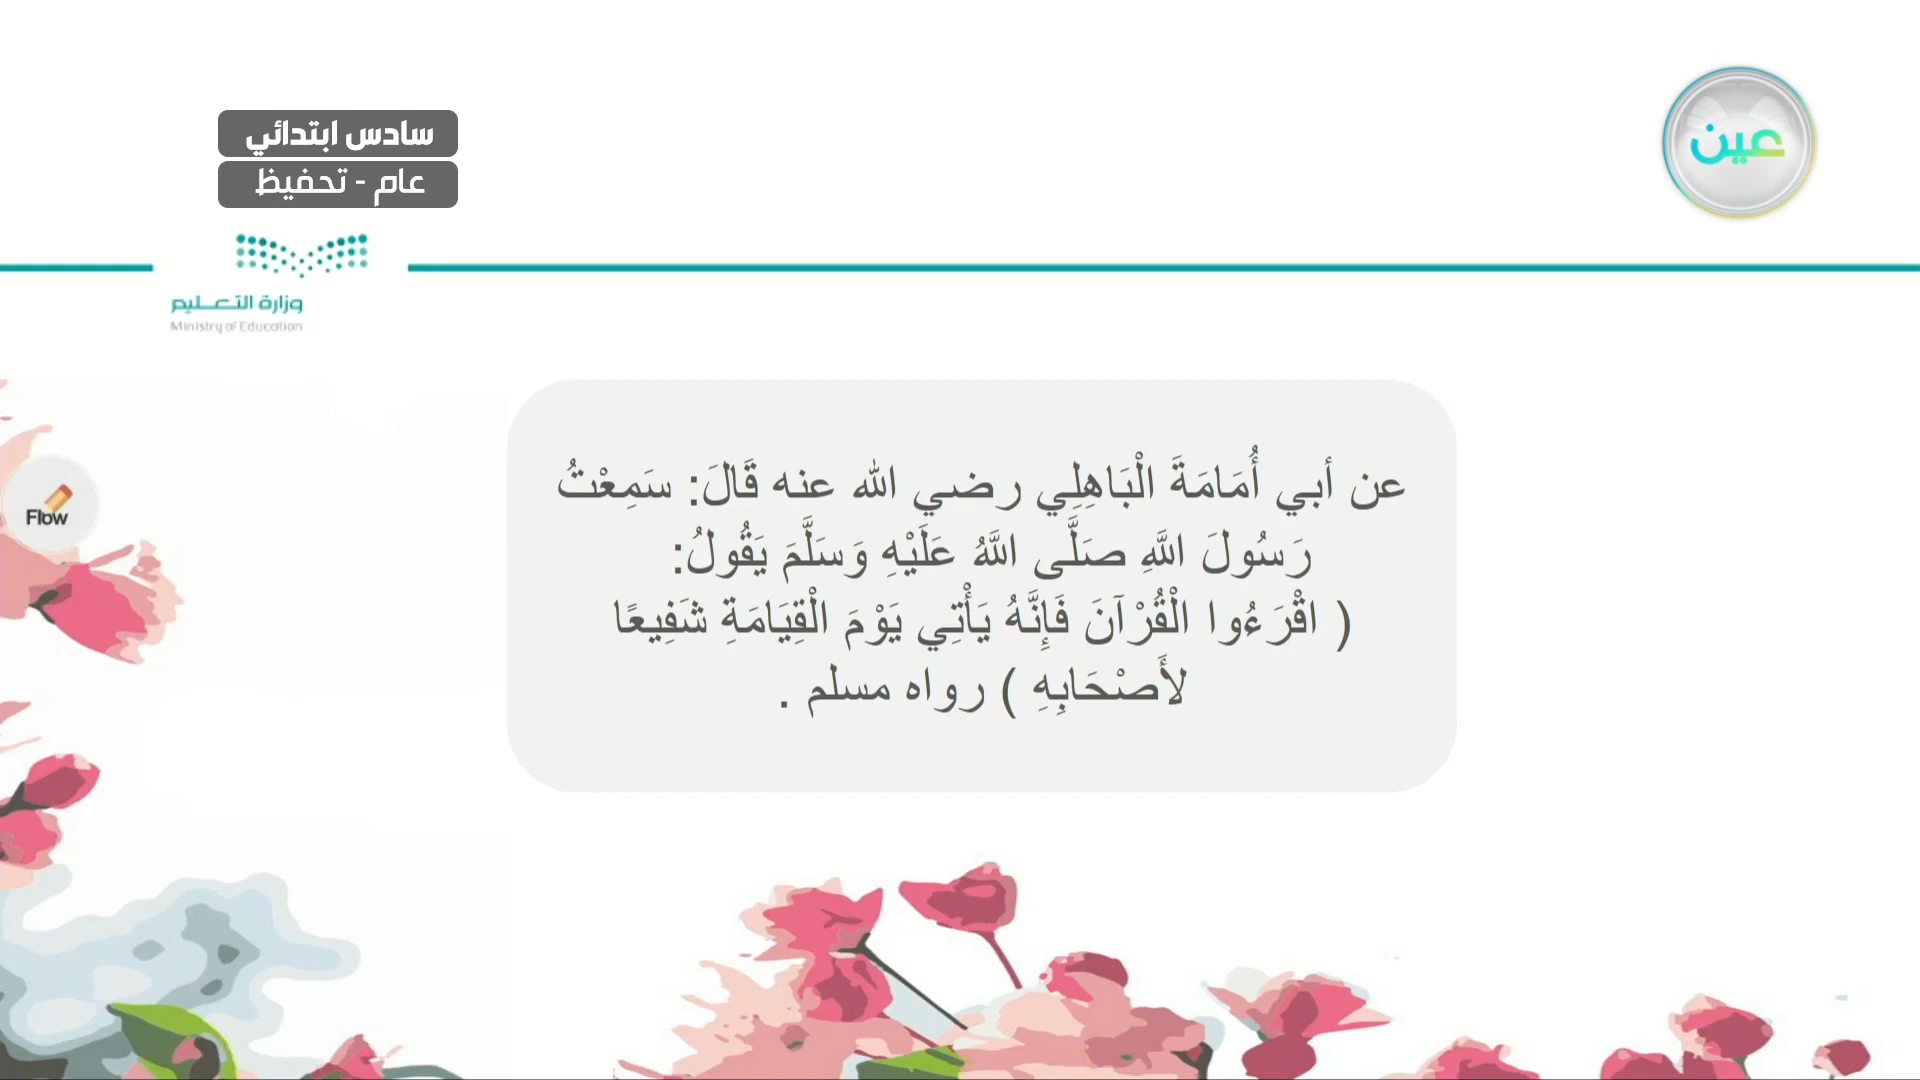 سادس ابتدائي
عام - تحفيظ
عين
وزارة التعليم
Ministry of Education
عن أبي أُمَامَةَ الْبَاهِلِي رضي الله عنه قَالَ: سَمِعْتُ
رَسُولَ اللَّهِ صَلَّى اللَّهُ عَلَيْهِ وَسَلَّمَ يَقُولُ:
( اقْرَءُوا الْقُرْآنَ فَإِنَّهُ يَأْتِي يَوْمَ الْقِيَامَةِ شَفِيعًا
لأَصْحَابِهِ ) رواه مسلم .
Flow